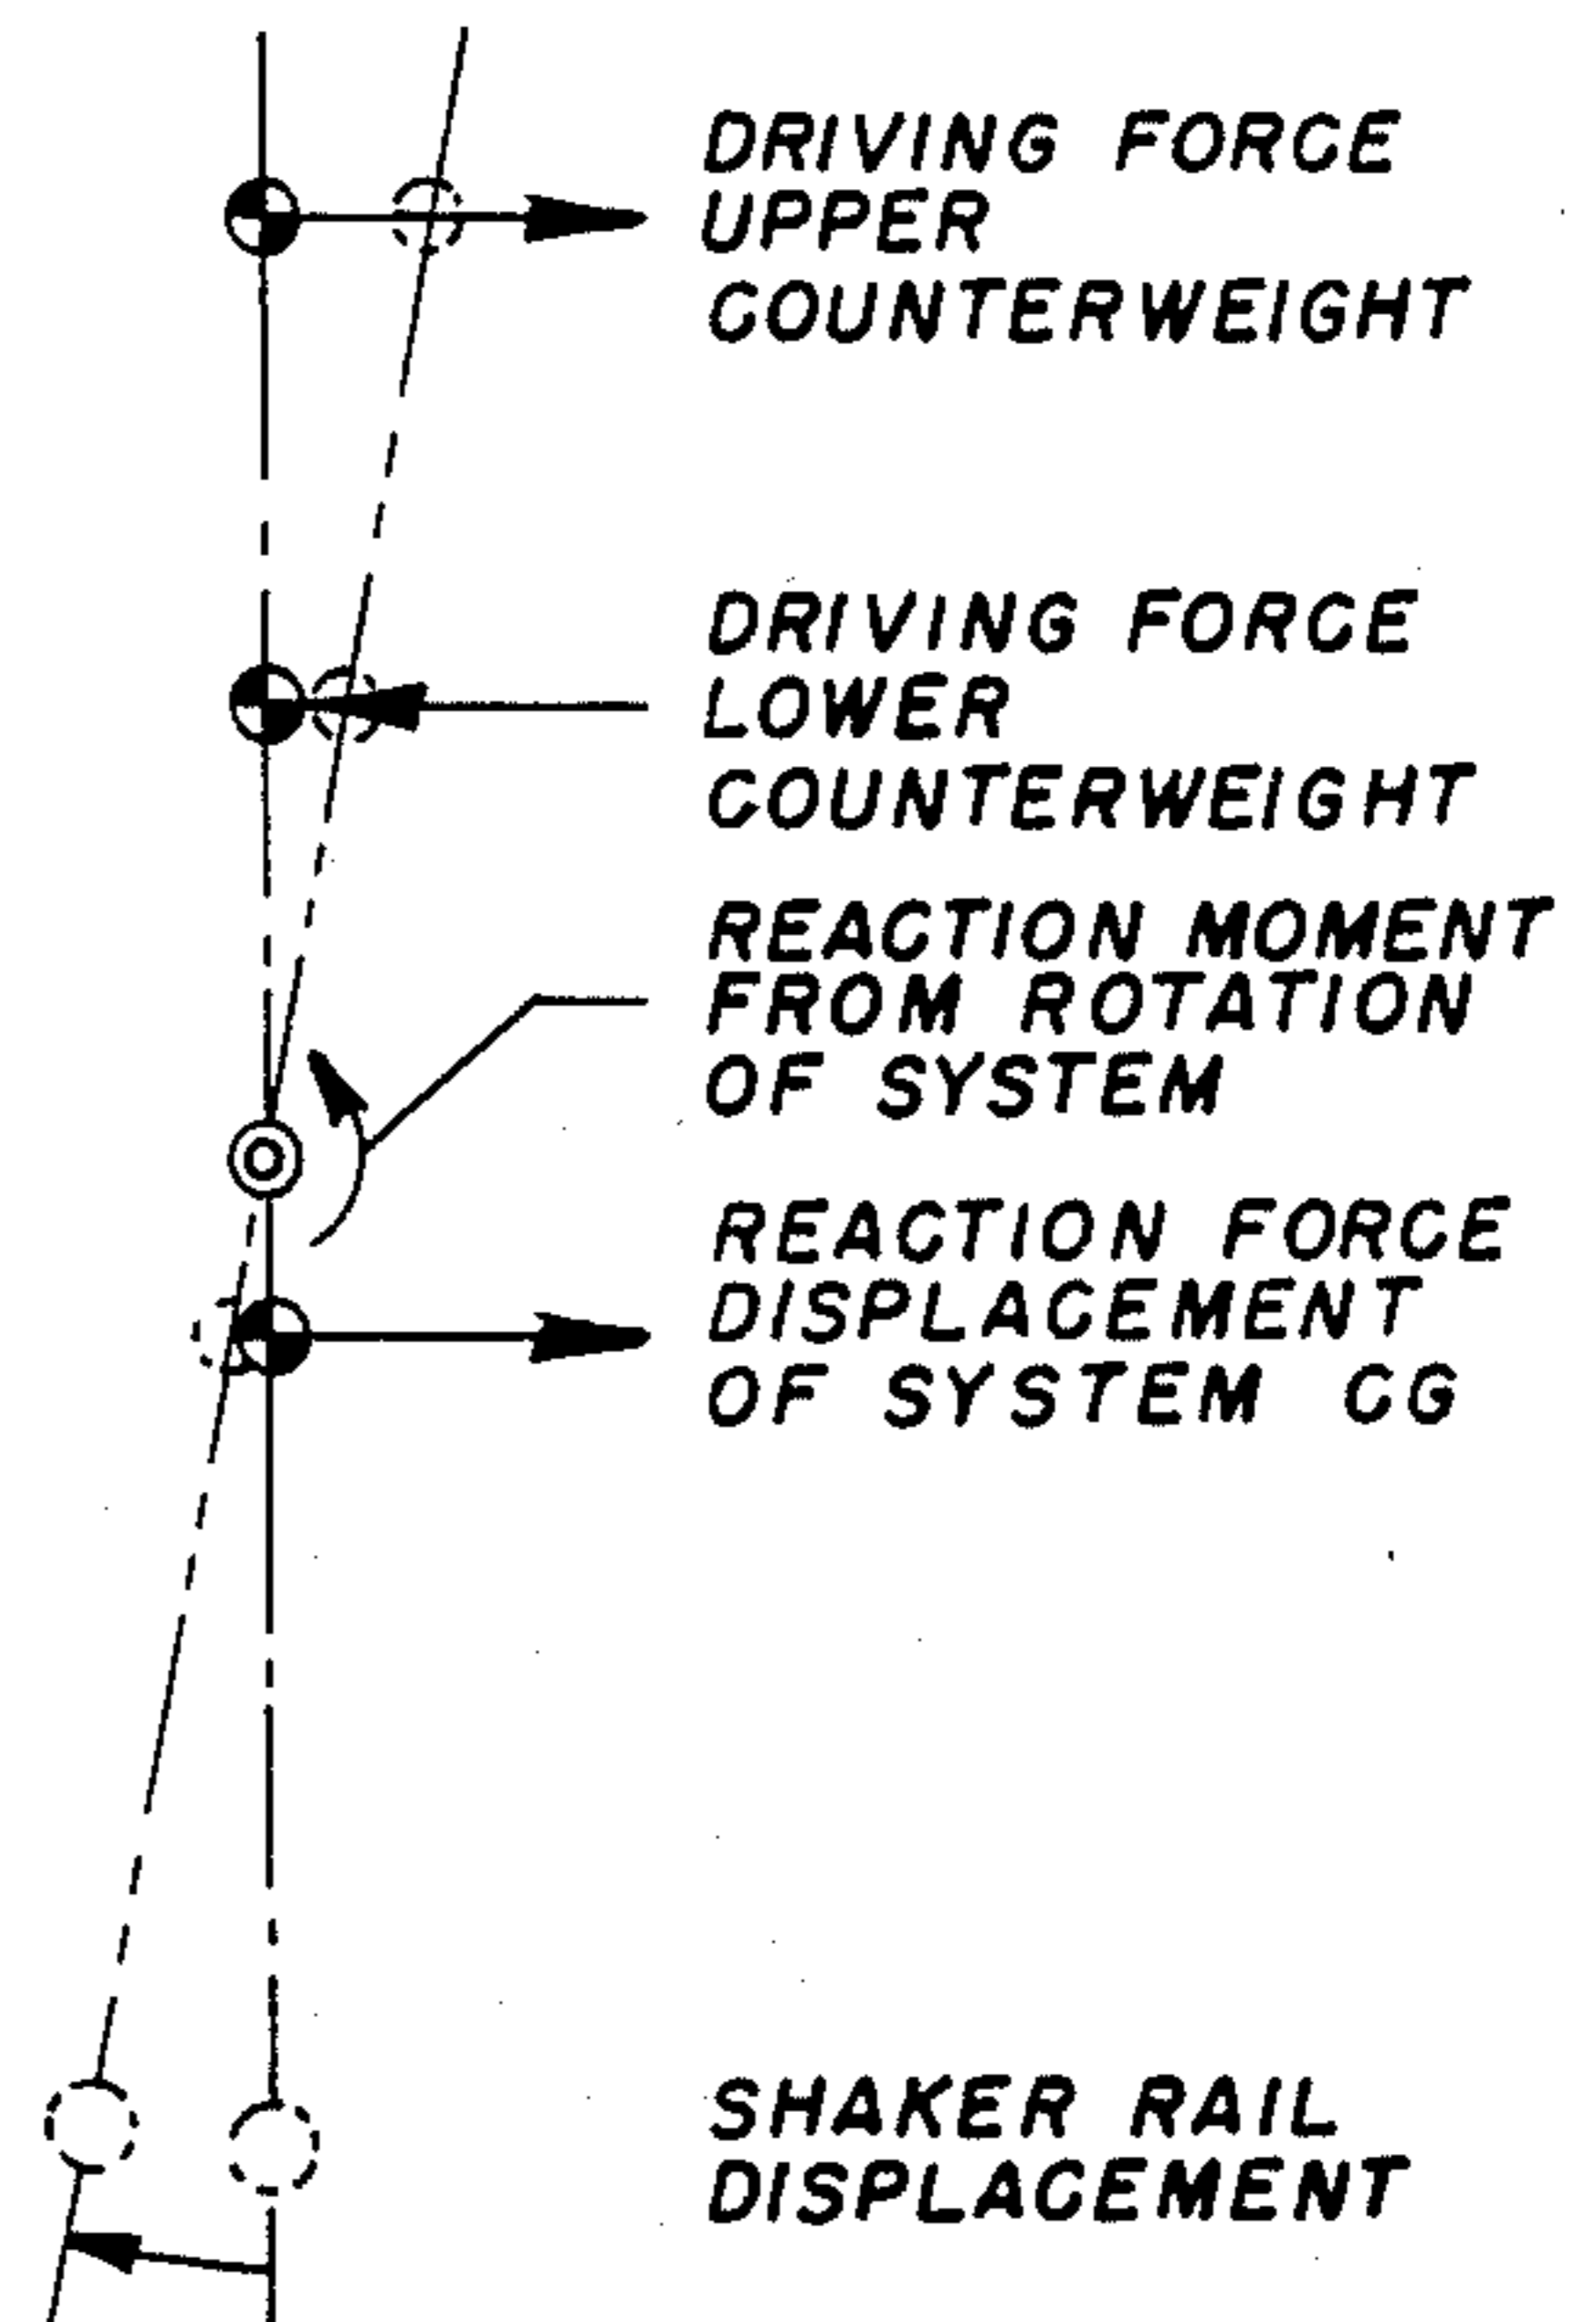 DRIVING FORCE
UPPER
COUNTERWEIGHT
DRIVING FORCE
LOWER
COUNTERWEIGHT
REACTION MOMENT
FROM ROTATION
OF SYSTEM
REACTION FORCE
DISPLACEMENT
OF SYSTEM CG
SHAKER RAIL
DISPLACEMENT